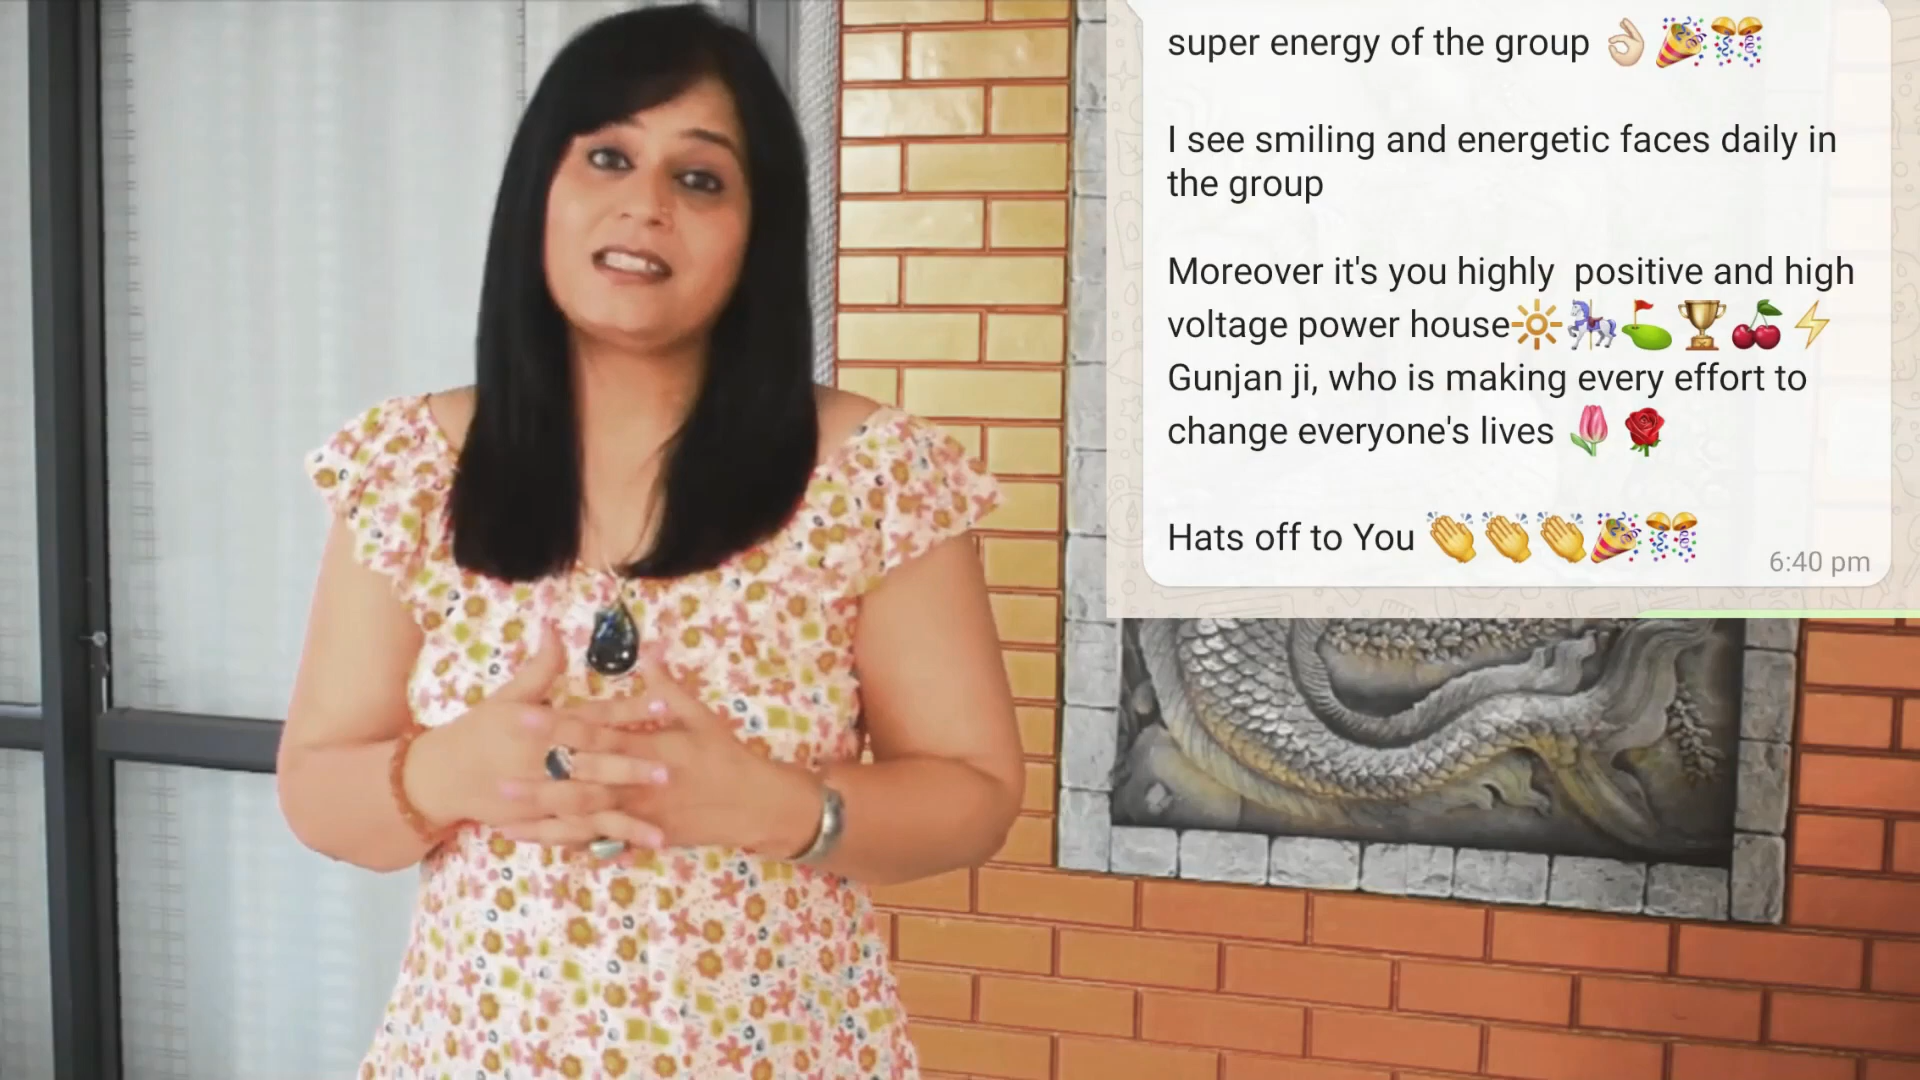 super energy of the group 👌🏼🎉🎊
I see smiling and energetic faces daily in
the group
Moreover it's you highly  positive and high
voltage power house🔆🎠⛳🏆🍒⚡
Gunjan ji, who is making every effort to
change everyone's lives 🌷🌹
Hats off to You 👏👏👏🎉🎊
6:40 pm